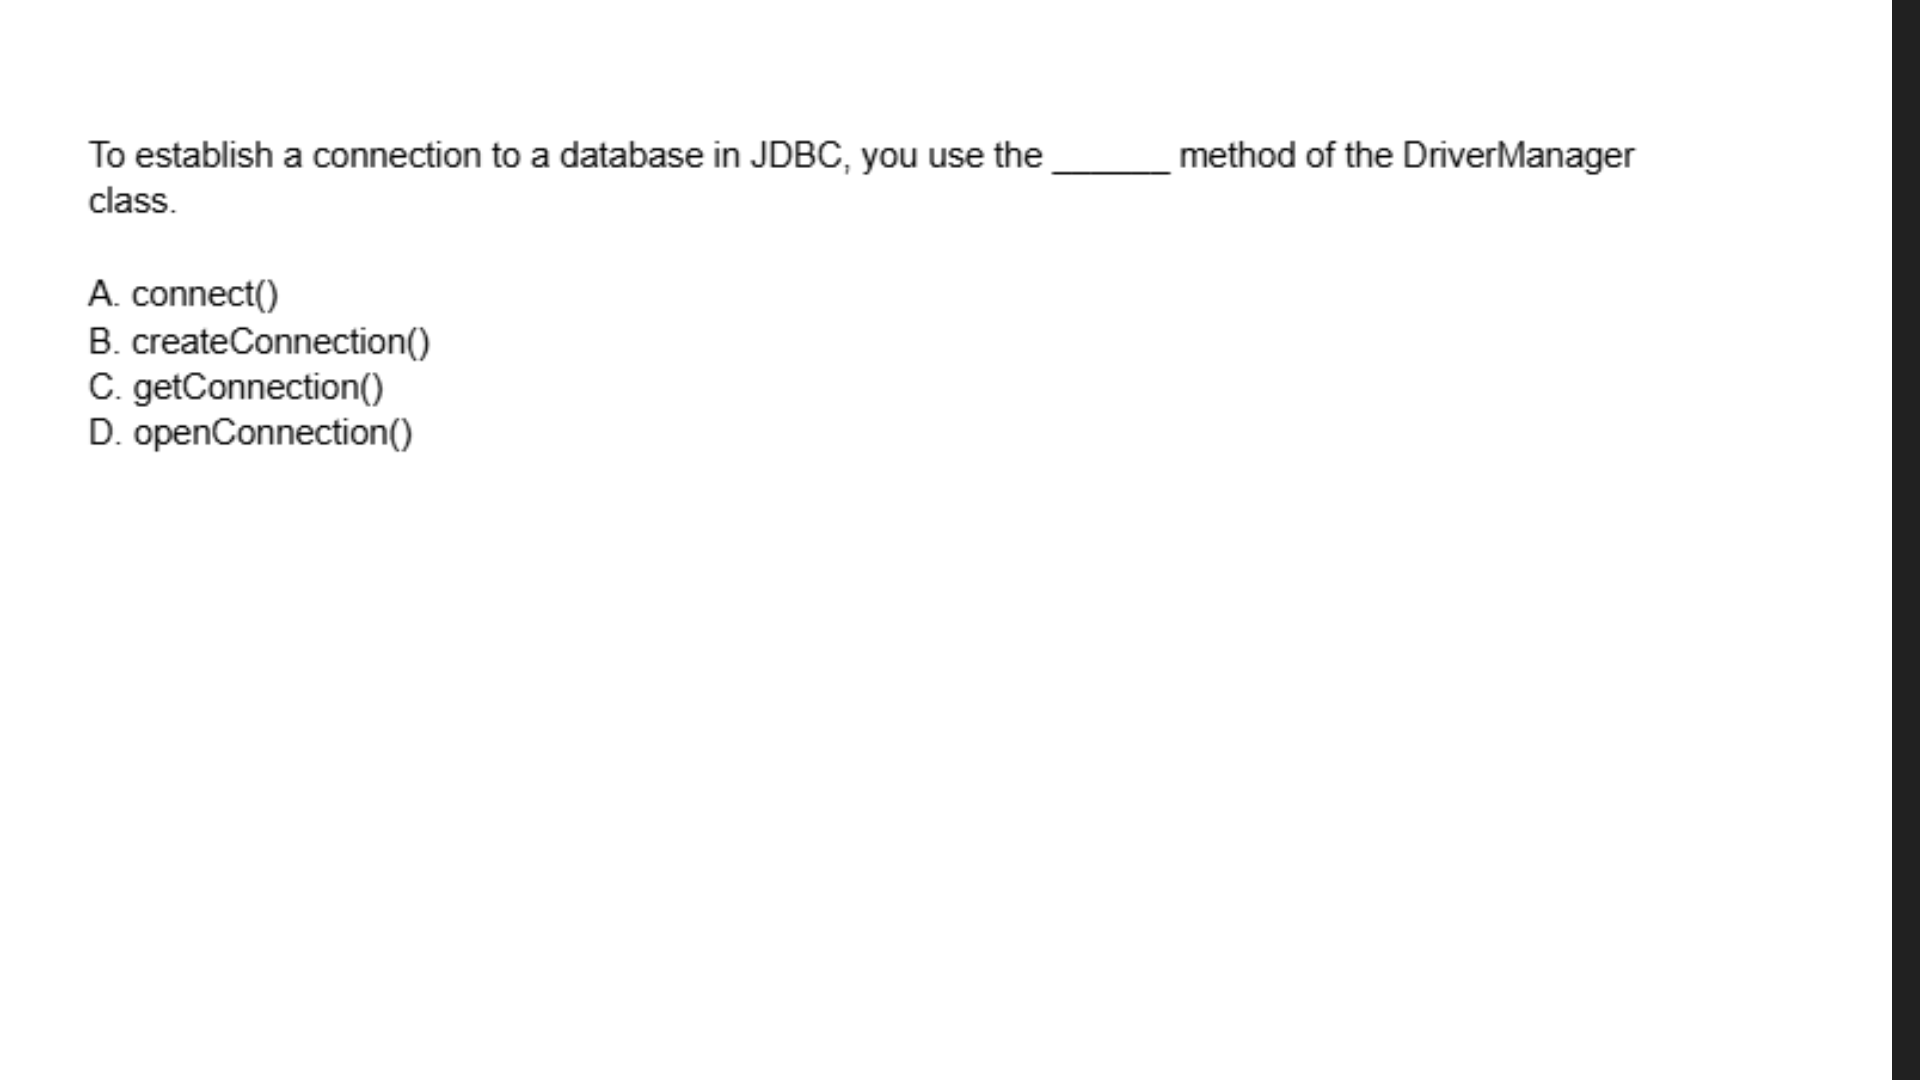 To establish a connection to a database in JDBC, you use the ______ method of the DriverManager
class.
A. connect()
B. createConnection()
C. getConnection()
D. openConnection()